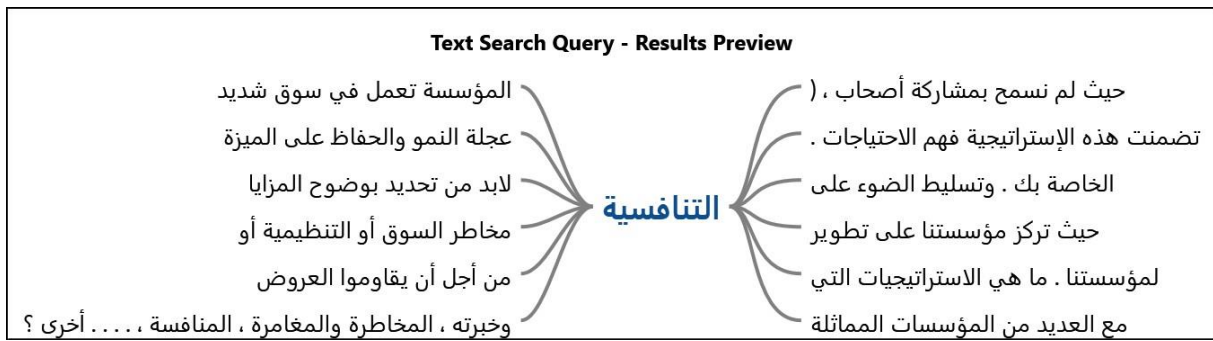 Text Search Query - Results Preview
المؤسسة تعمل في سوق شديد
عجلة النمو والحفاظ على الميزة
لابد من تحديد بوضوح المزايا
مخاطر السوق أو التنظيمية أو
من أجل أن يقاوموا العروض
وخبرته ، المخاطرة والمغامرة ، المنافسة ، . . . . أخرى ؟
التنافسية
حيث لم نسمح بمشاركة أصحاب ، (
تضمنت هذه الإستراتيجية فهم الاحتياجات .
الخاصة بك . وتسليط الضوء على
حيث تركز مؤسستنا على تطوير
لمؤسستنا . ما هي الاستراتيجيات التي
مع العديد من المؤسسات المماثلة